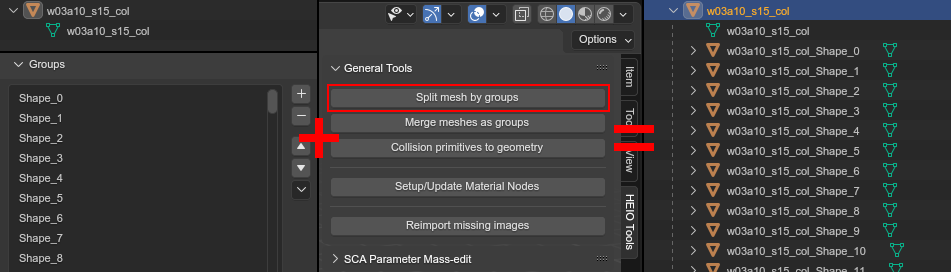 w03a10_s15_col
w03a10_s15_col
Groups
Shape_0
Shape_1
Shape_2
Shape_3
Shape_4
Shape_5
Shape_6
Shape_7
Shape_8
Options
General Tools
Split mesh by groups
Merge meshes as groups
Collision primitives to geometry
Setup/Update Material Nodes
Reimport missing images
SCA Parameter Mass-edit
Item
View
HEIO Tools
w03a10_s15_col
w03a10_s15_col
w03a10_s15_col_Shape_0
w03a10_s15_col_Shape_1
w03a10_s15_col_Shape_2
w03a10_s15_col_Shape_3
w03a10_s15_col_Shape_4
w03a10_s15_col_Shape_5
w03a10_s15_col_Shape_6
w03a10_s15_col_Shape_7
w03a10_s15_col_Shape_8
w03a10_s15_col_Shape_9
w03a10_s15_col_Shape_10
w03a10_s15_col_Shape_11